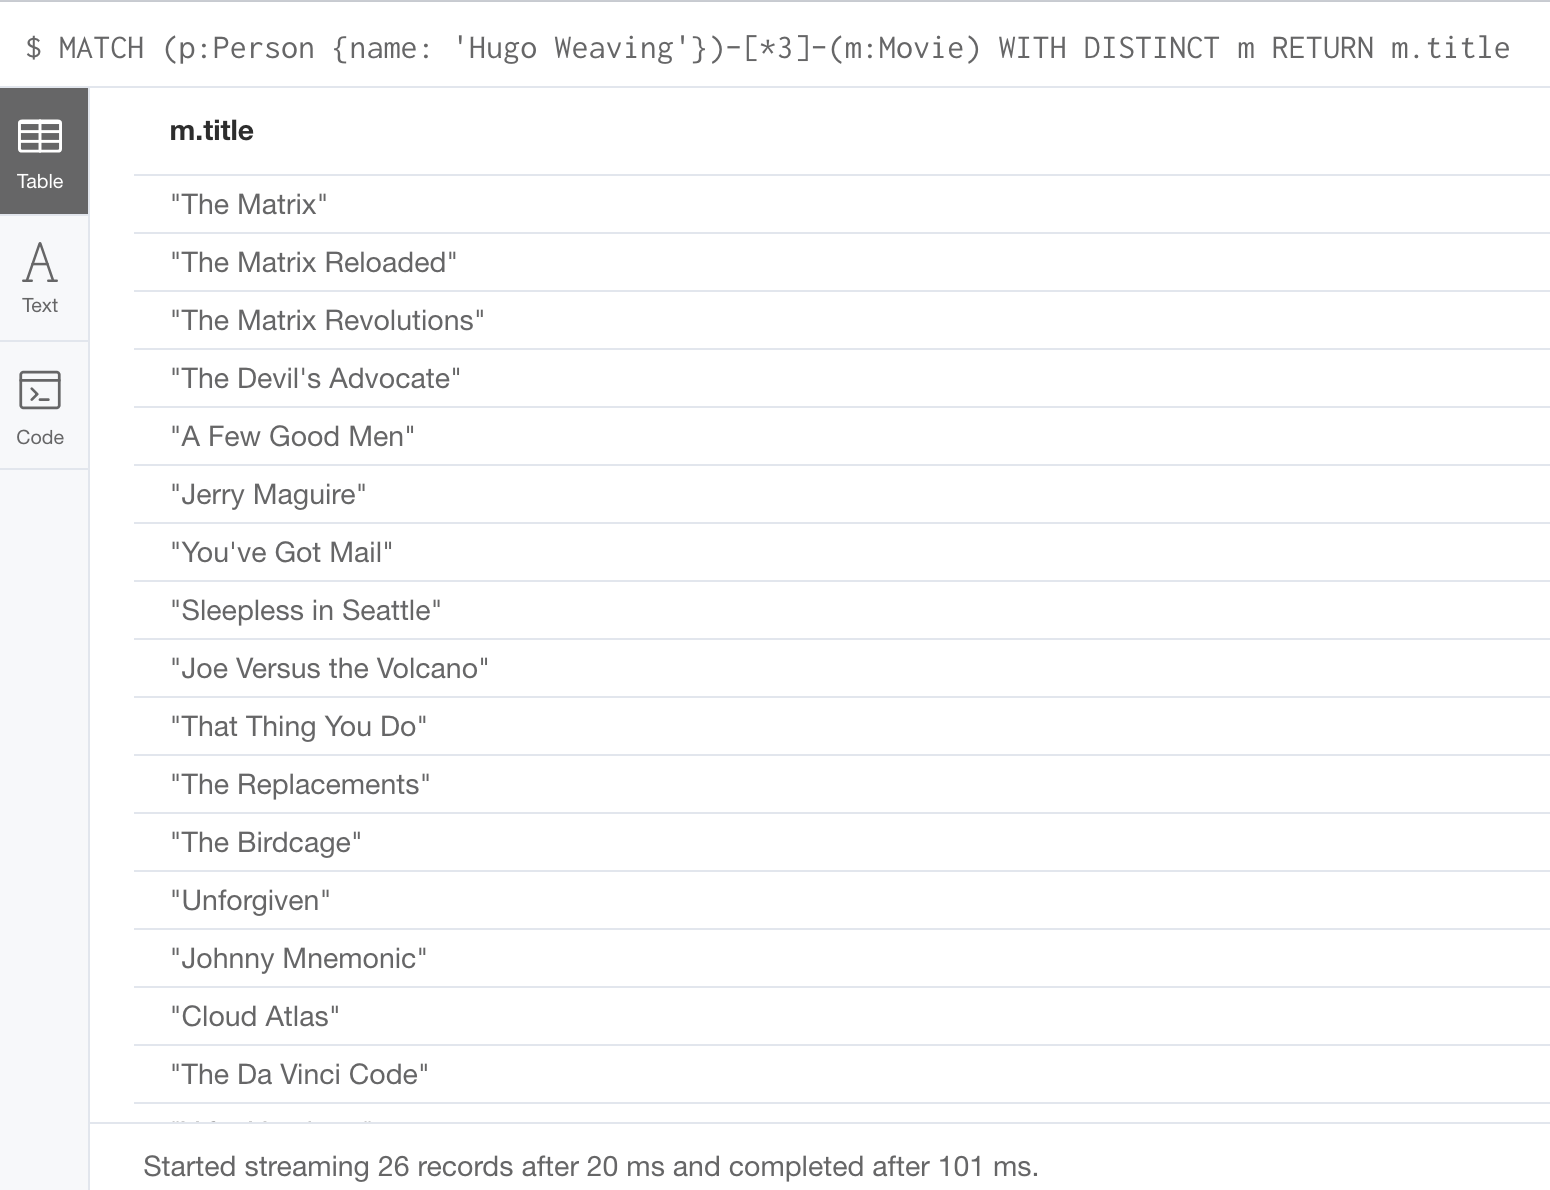 $ MATCH (p:Person {name: 'Hugo Weaving'})-[*3]-(m:Movie) WITH DISTINCT m RETURN m.title
Table
Text
Code
m.title
"The Matrix"
"The Matrix Reloaded"
"The Matrix Revolutions"
"The Devil's Advocate"
"A Few Good Men"
"Jerry Maguire"
"You've Got Mail"
"Sleepless in Seattle"
"Joe Versus the Volcano"
"That Thing You Do"
"The Replacements"
"The Birdcage"
"Unforgiven"
"Johnny Mnemonic"
"Cloud Atlas"
"The Da Vinci Code"
Started streaming 26 records after 20 ms and completed after 101 ms.